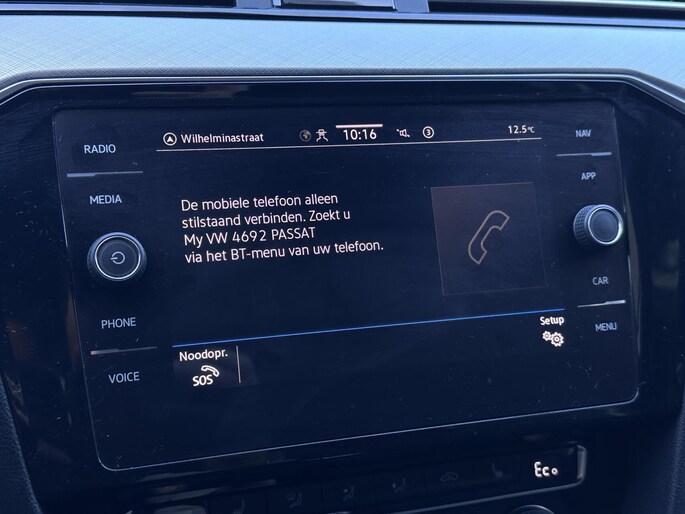 RADIO
MEDIA
PHONE
VOICE
Wilhelminastraat
10:16
3
12.5°C
De mobiele telefoon alleen
stilstaand verbinden. Zoekt u
My VW 4692 PASSAT
via het BT-menu van uw telefoon.
Noodopr.
SOS
Setup
NAV
APP
CAR
MENU
Eco